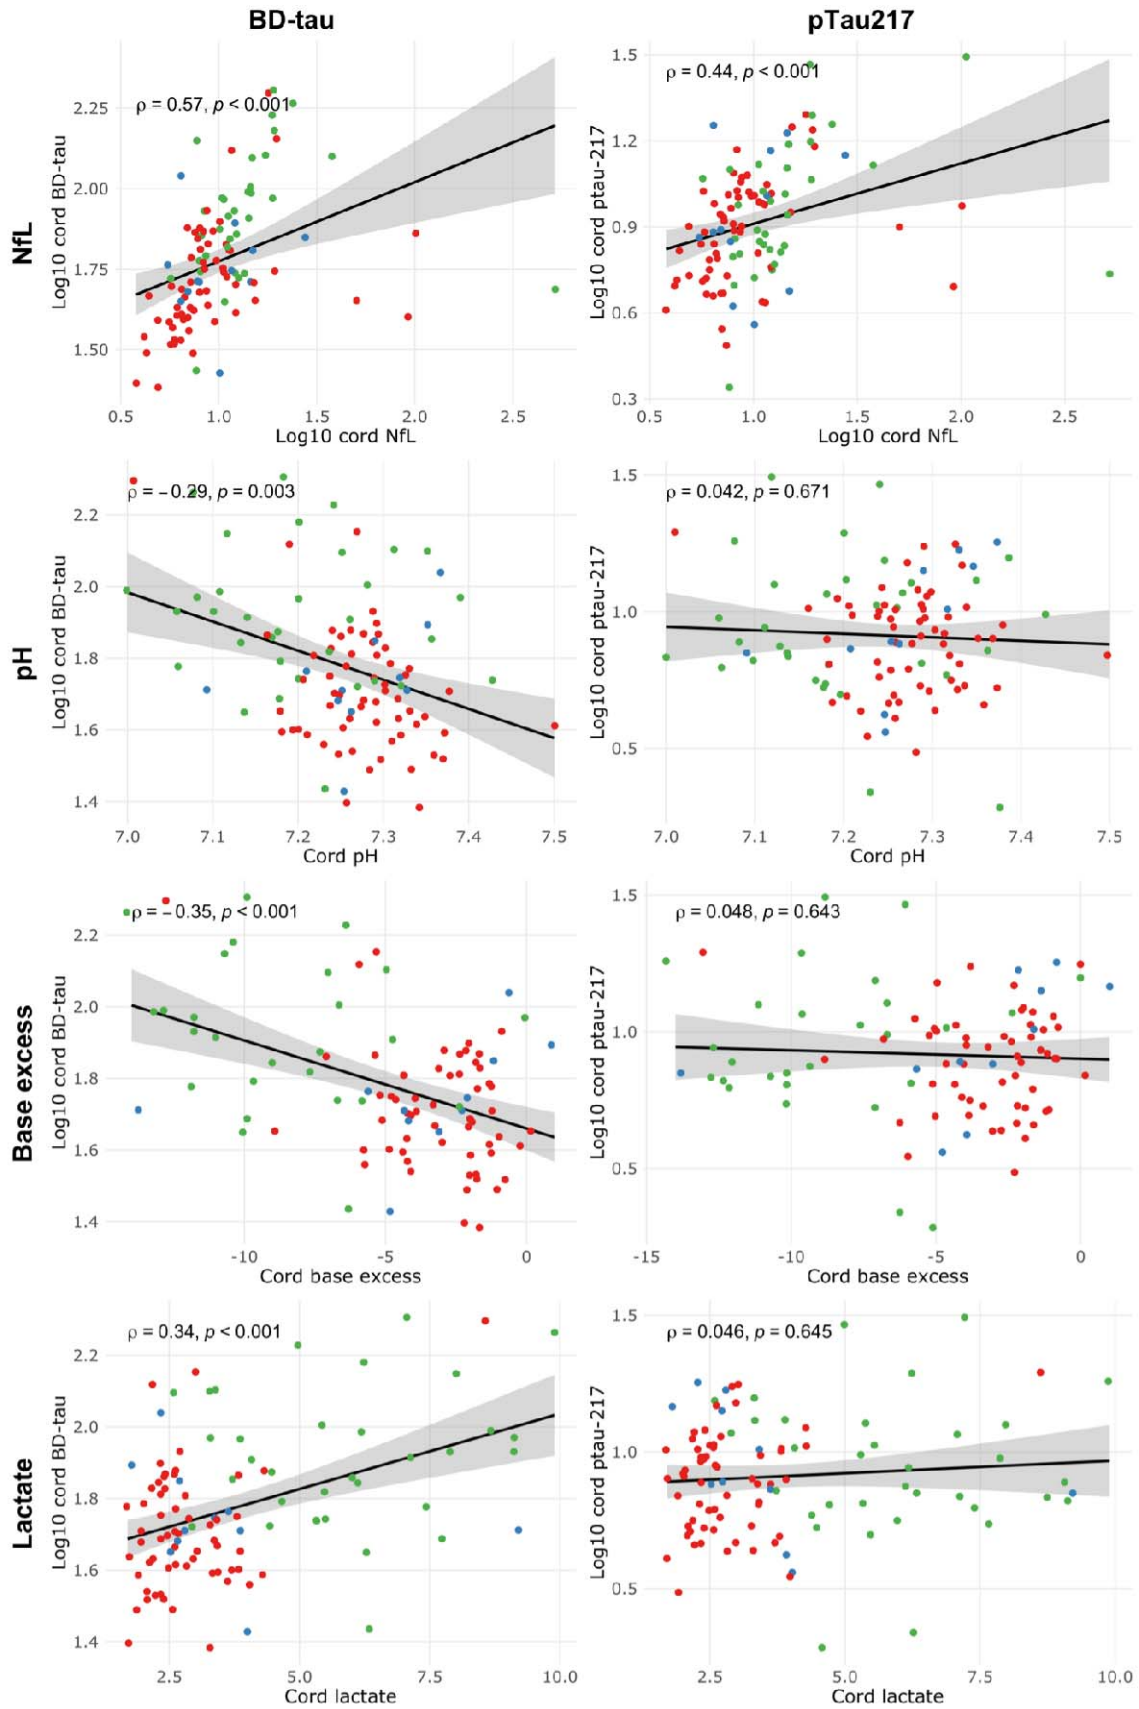 BD-tau
pTau217
NfL
Log10 cord BD-tau
ρ = 0.57, p < 0.001
2.25
2.00
1.75
1.50
0.5 1.0 1.5 2.0 2.5
Log10 cord NfL
Log10 cord ptau-217
ρ = 0.44, p < 0.001
1.5
1.2
0.9
0.6
0.3
0.5 1.0 1.5 2.0 2.5
Log10 cord NfL
pH
Log10 cord BD-tau
ρ = −0.29, p = 0.003
2.2
2.0
1.8
1.6
1.4
7.0 7.1 7.2 7.3 7.4 7.5
Cord pH
Log10 cord ptau-217
ρ = 0.042, p = 0.671
1.5
1.0
0.5
7.0 7.1 7.2 7.3 7.4 7.5
Cord pH
Base excess
Log10 cord BD-tau
ρ = −0.35, p < 0.001
2.2
2.0
1.8
1.6
1.4
-10 -5 0
Cord base excess
Log10 cord ptau-217
ρ = 0.048, p = 0.643
1.5
1.0
0.5
-15 -10 -5 0
Cord base excess
Lactate
Log10 cord BD-tau
ρ = 0.34, p < 0.001
2.2
2.0
1.8
1.6
1.4
2.5 5.0 7.5 10.0
Cord lactate
Log10 cord ptau-217
ρ = 0.046, p = 0.645
1.5
1.0
0.5
2.5 5.0 7.5 10.0
Cord lactate